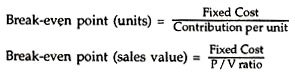 Break-even point (units) = Fixed Cost / Contribution per unit
Break-even point (sales value) = Fixed Cost / P/V ratio